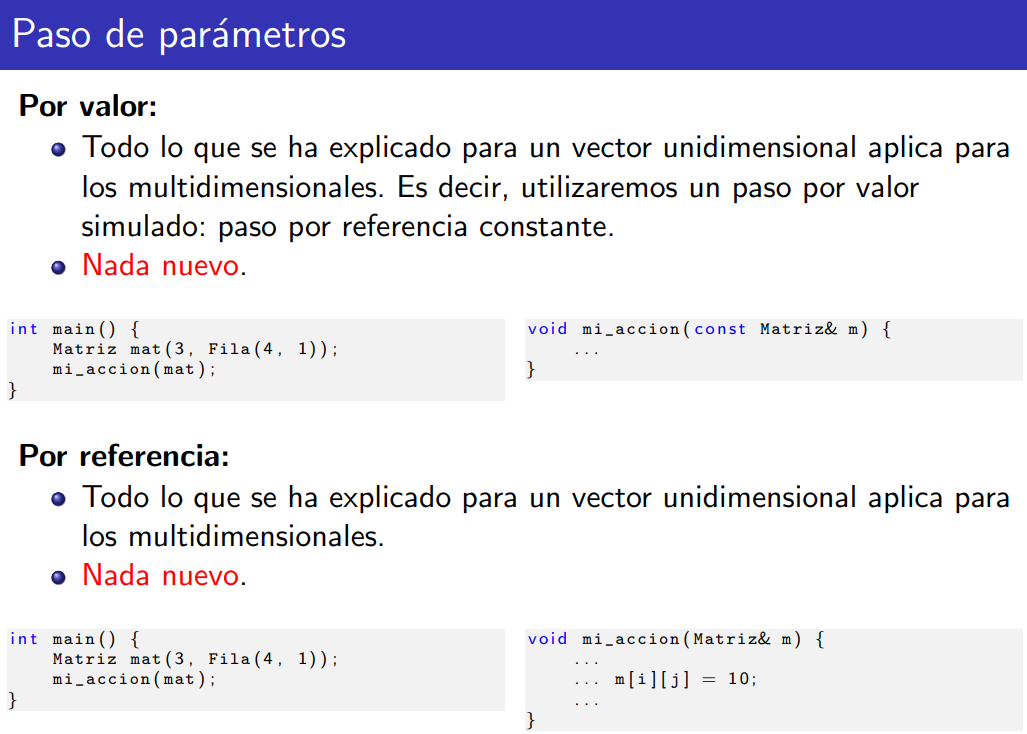 Paso de parámetros
Por valor:
Todo lo que se ha explicado para un vector unidimensional aplica para
los multidimensionales. Es decir, utilizaremos un paso por valor
simulado: paso por referencia constante.
Nada nuevo.
int main() {
    Matriz mat(3, Fila(4, 1));
    mi_accion(mat);
}
void mi_accion(const Matriz& m) {
    ...
}
Por referencia:
Todo lo que se ha explicado para un vector unidimensional aplica para
los multidimensionales.
Nada nuevo.
int main() {
    Matriz mat(3, Fila(4, 1));
    mi_accion(mat);
}
void mi_accion(Matriz& m) {
    ...
    ... m[i][j] = 10;
    ...
}